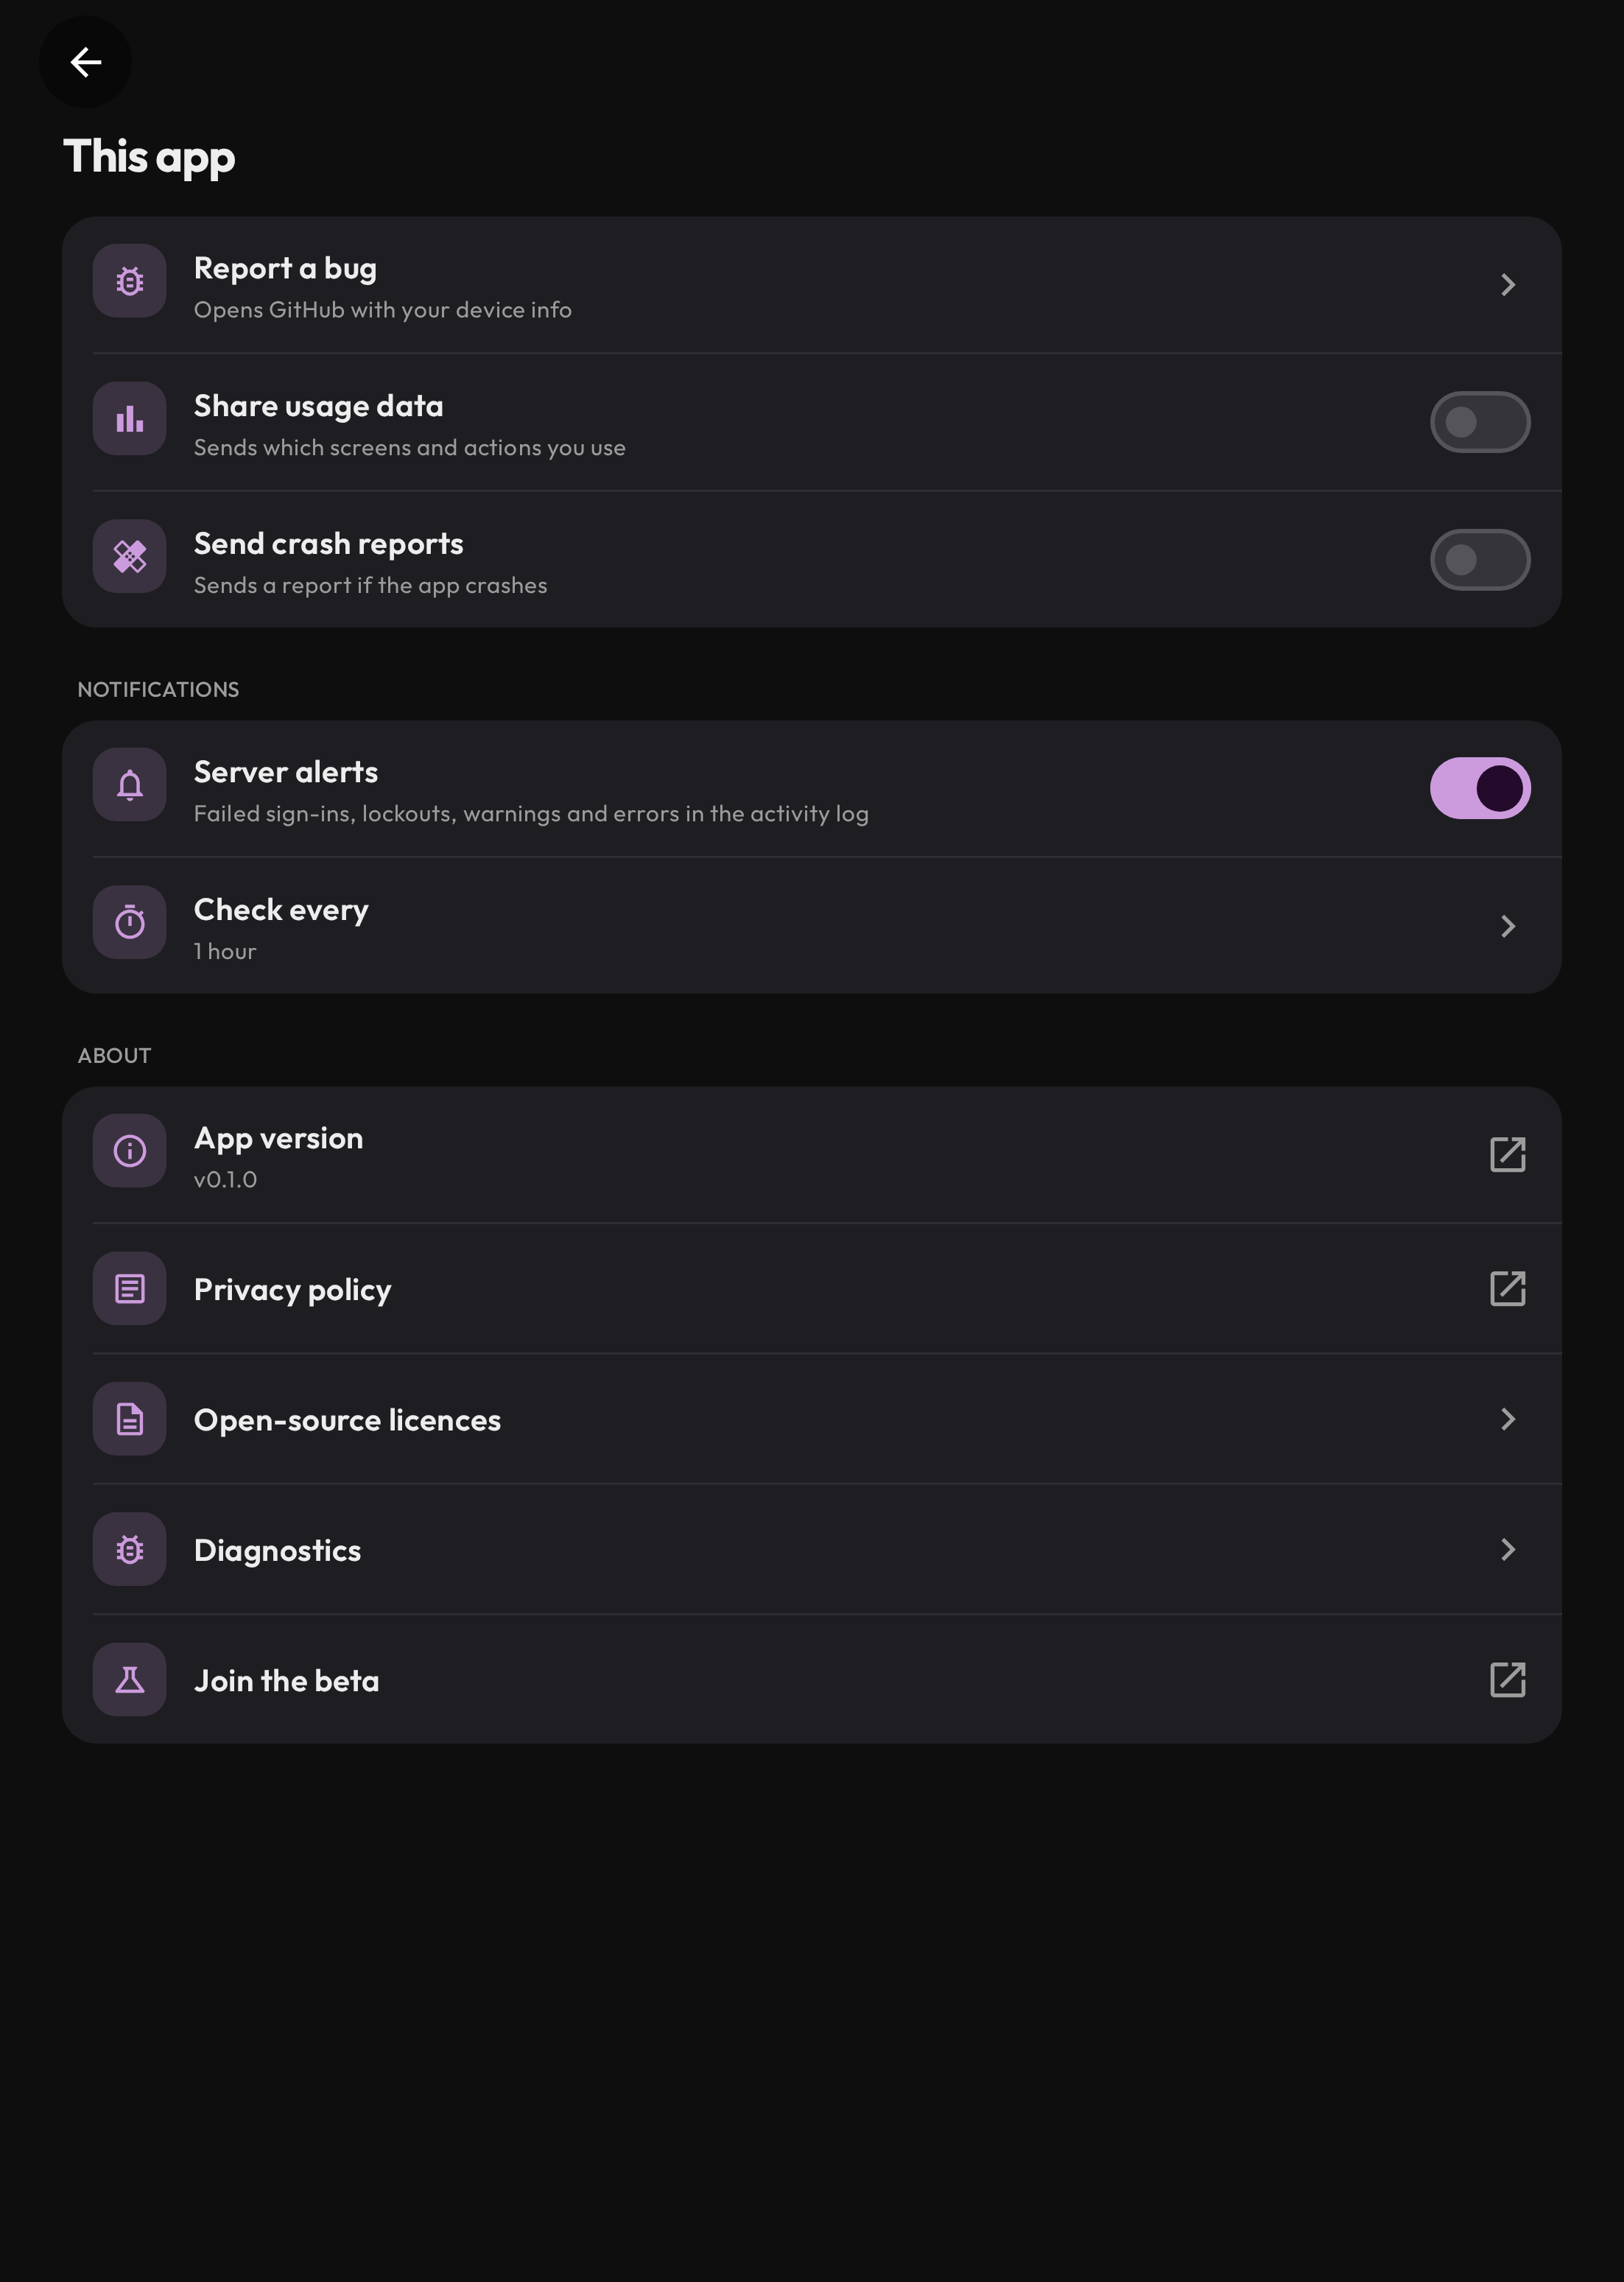 This app
Report a bug
Opens GitHub with your device info
Share usage data
Sends which screens and actions you use
Send crash reports
Sends a report if the app crashes
NOTIFICATIONS
Server alerts
Failed sign-ins, lockouts, warnings and errors in the activity log
Check every
1 hour
ABOUT
App version
v0.1.0
Privacy policy
Open-source licences
Diagnostics
Join the beta